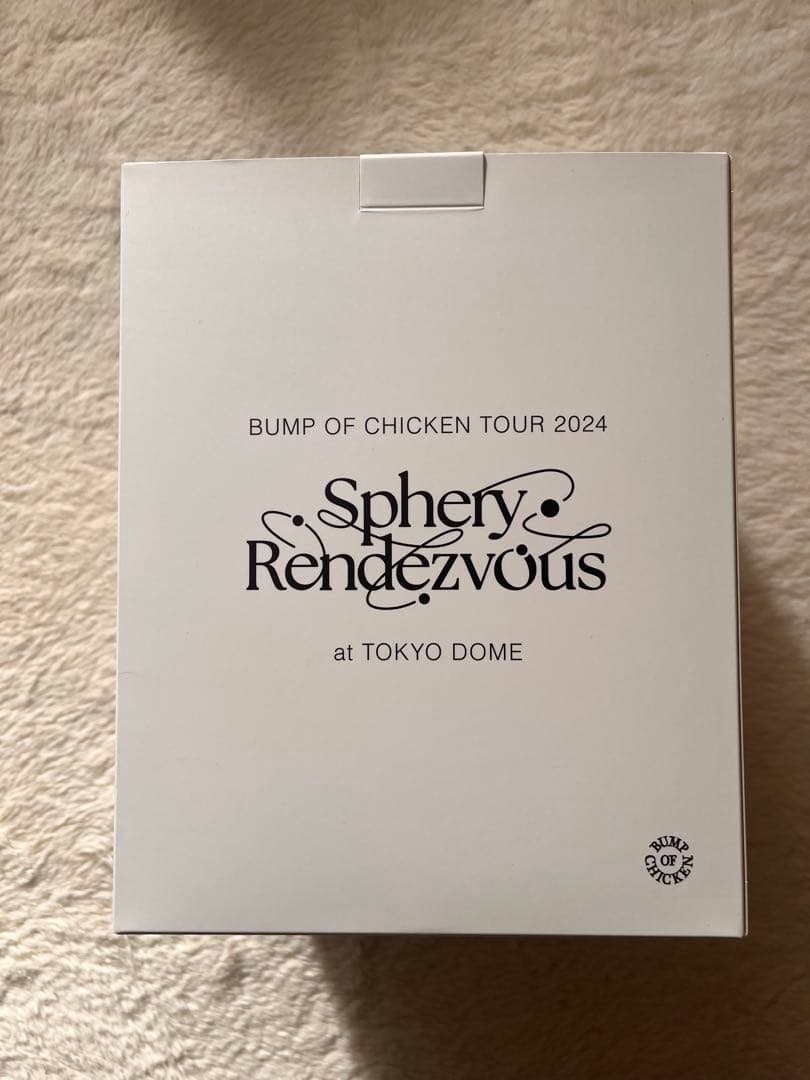 BUMP OF CHICKEN TOUR 2024
Sphery
Rendezvous
at TOKYO DOME
BUMP
OF
CHICKEN